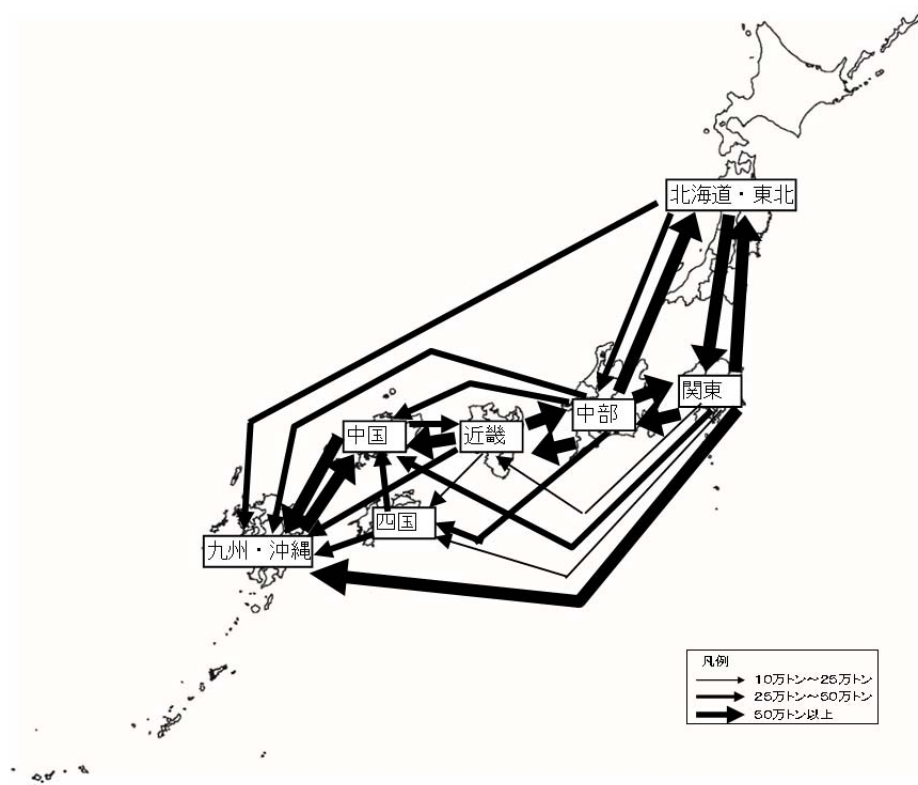 北海道・東北
関東
中部
中国
近畿
四国
九州・沖縄
凡例
10万トン～25万トン
25万トン～50万トン
50万トン以上